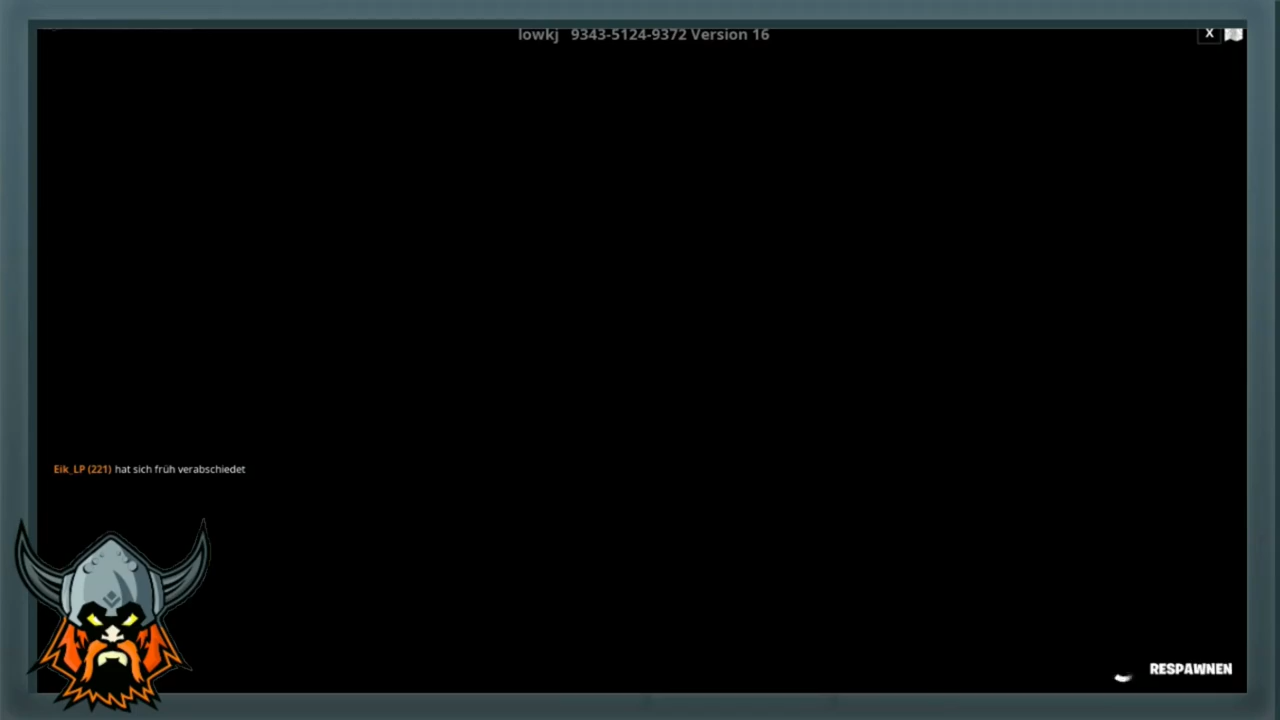 lowkj 9343-5124-9372 Version 16
X
Eik_LP (221) hat sich früh verabschiedet
RESPAWNEN